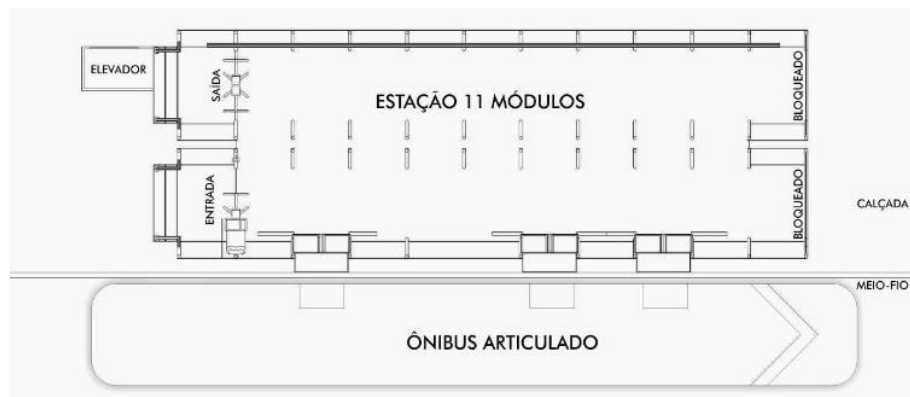 ELEVADOR
SAÍDA
ESTAÇÃO 11 MÓDULOS
BLOQUEADO
ENTRADA
BLOQUEADO
CALÇADA
MEIO-FIO
ÔNIBUS ARTICULADO